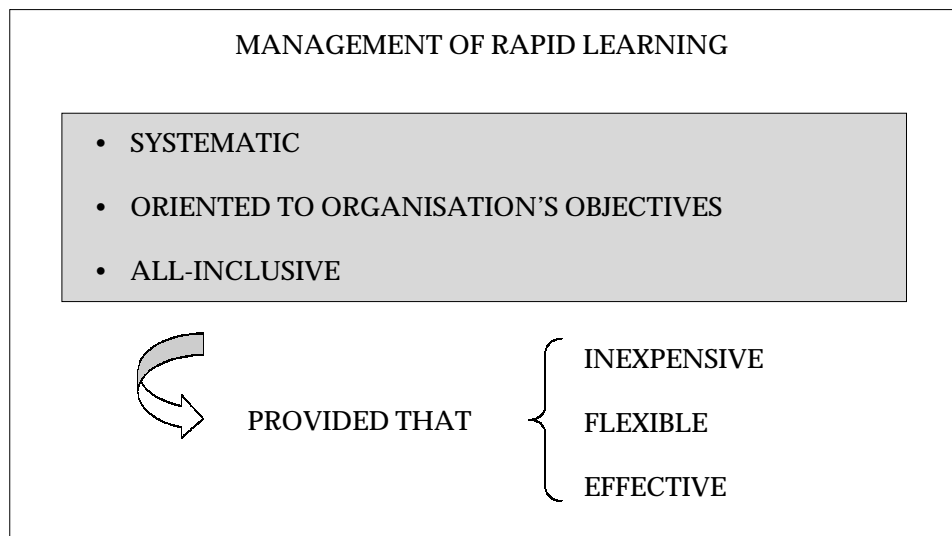 MANAGEMENT OF RAPID LEARNING
• SYSTEMATIC
• ORIENTED TO ORGANISATION’S OBJECTIVES
• ALL-INCLUSIVE
PROVIDED THAT
INEXPENSIVE
FLEXIBLE
EFFECTIVE